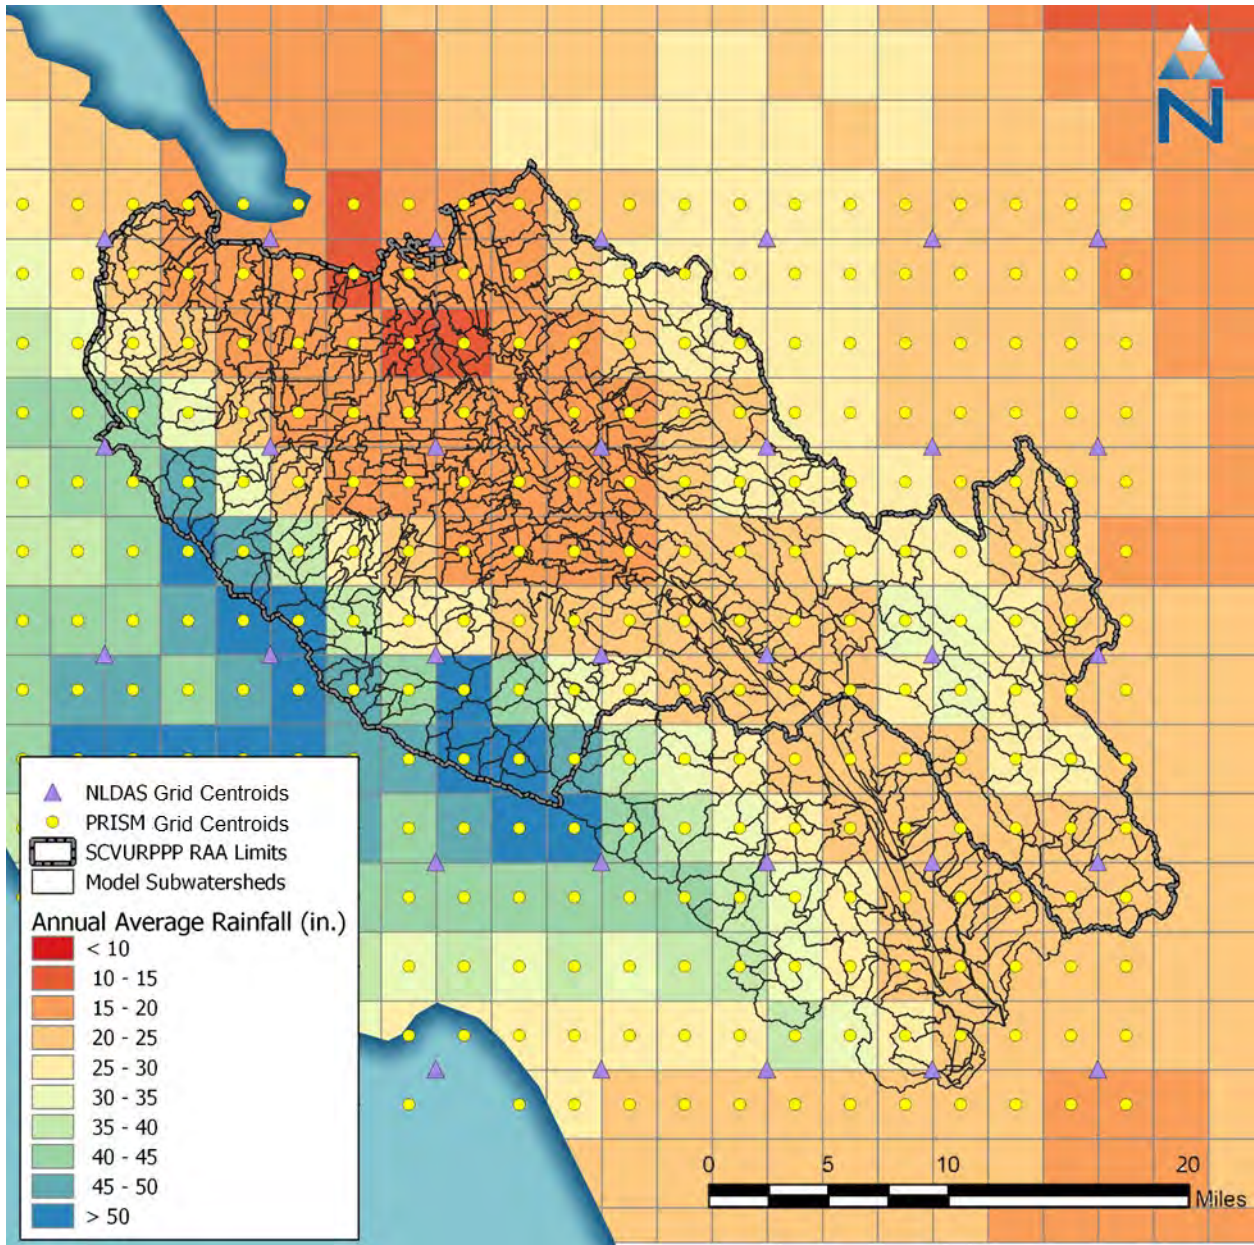 N
NLDAS Grid Centroids
PRISM Grid Centroids
SCVURPPP RAA Limits
Model Subwatersheds
Annual Average Rainfall (in.)
< 10
10 - 15
15 - 20
20 - 25
25 - 30
30 - 35
35 - 40
40 - 45
45 - 50
> 50
0 5 10 20
Miles